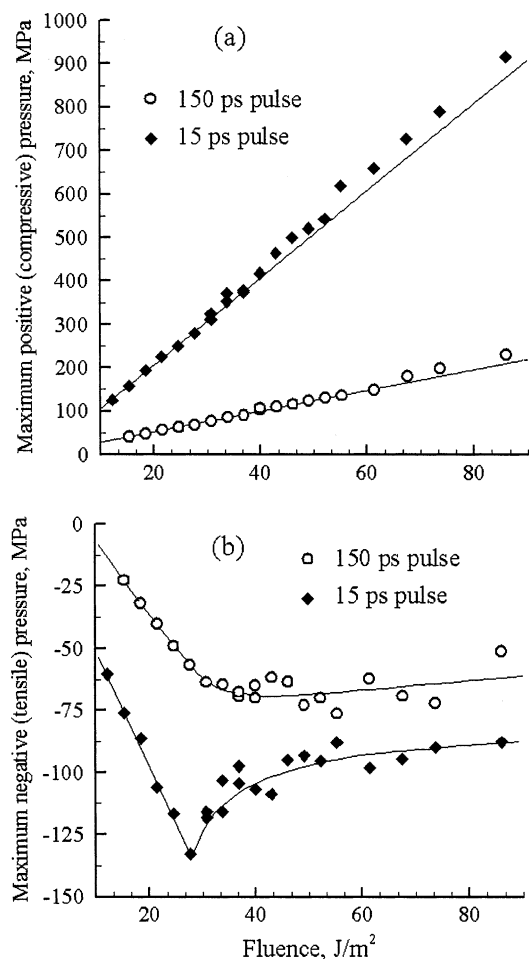 (a)
150 ps pulse
15 ps pulse
Maximum positive (compressive) pressure, MPa
1000
900
800
700
600
500
400
300
200
100
0
20
40
60
80
(b)
150 ps pulse
15 ps pulse
Maximum negative (tensile) pressure, MPa
0
-25
-50
-75
-100
-125
-150
20
40
60
80
Fluence, J/m²